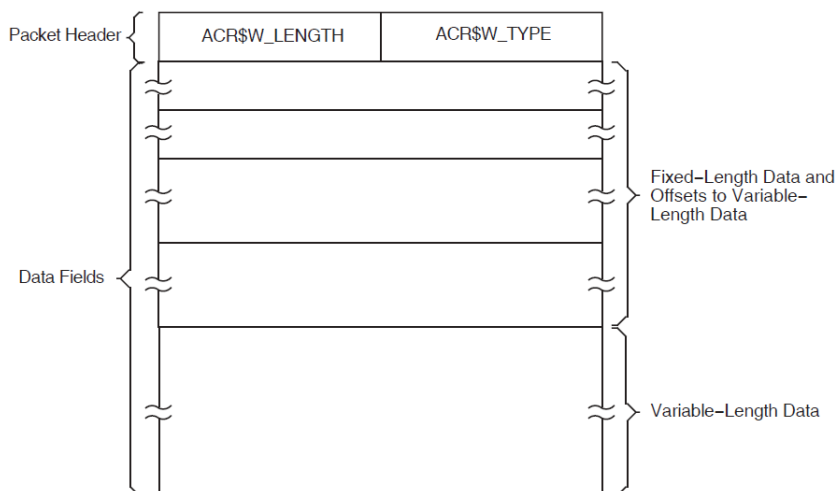 Packet Header
ACR$W_LENGTH
ACR$W_TYPE
Fixed-Length Data and
Offsets to Variable-
Length Data
Data Fields
Variable-Length Data